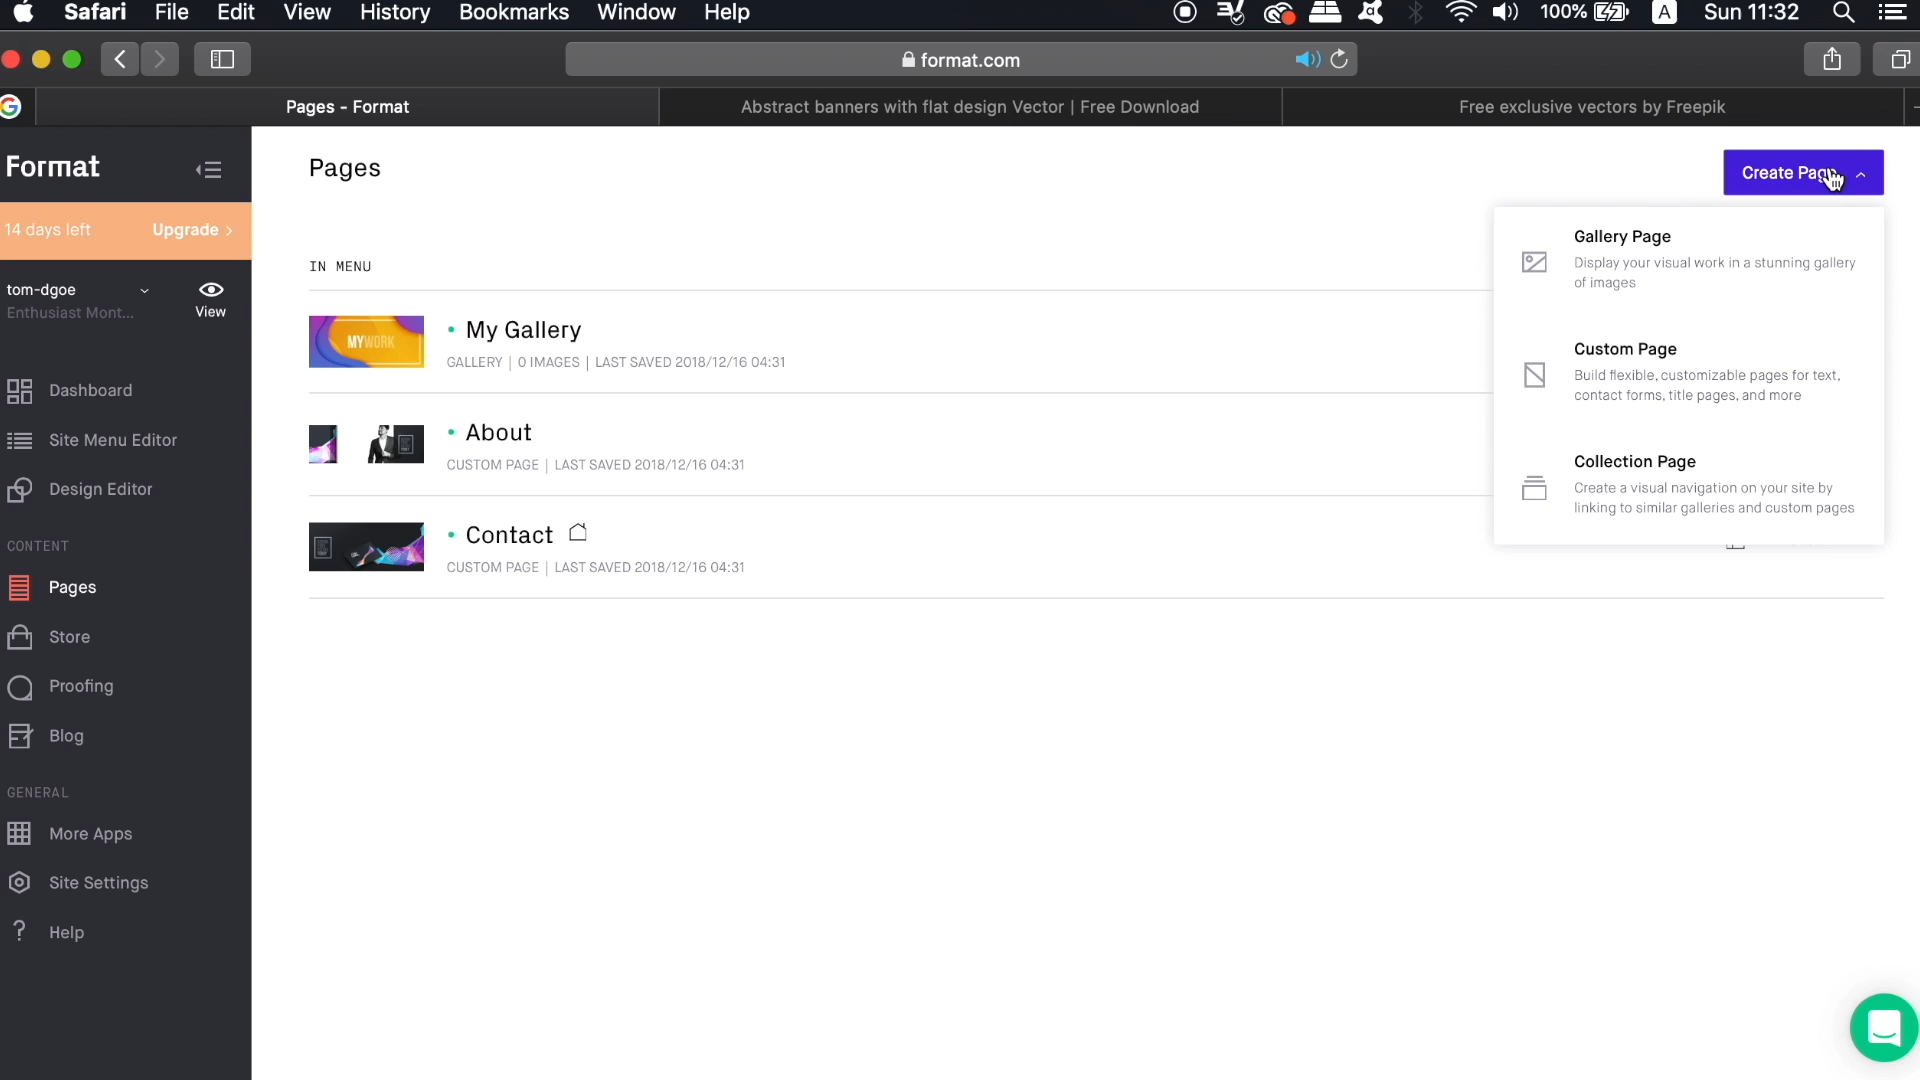 Safari File Edit View History Bookmarks Window Help 100% A Sun 11:32
format.com
Pages - Format
Abstract banners with flat design Vector | Free Download
Free exclusive vectors by Freepik
Format
14 days left Upgrade >
tom-dgoe
Enthusiast Mont...
View
Dashboard
Site Menu Editor
Design Editor
CONTENT
Pages
Store
Proofing
Blog
GENERAL
More Apps
Site Settings
? Help
Pages
Create Page
IN MENU
MYWORK
My Gallery
GALLERY | 0 IMAGES | LAST SAVED 2018/12/16 04:31
About
CUSTOM PAGE | LAST SAVED 2018/12/16 04:31
Contact
CUSTOM PAGE | LAST SAVED 2018/12/16 04:31
Gallery Page
Display your visual work in a stunning gallery
of images
Custom Page
Build flexible, customizable pages for text,
contact forms, title pages, and more
Collection Page
Create a visual navigation on your site by
linking to similar galleries and custom pages